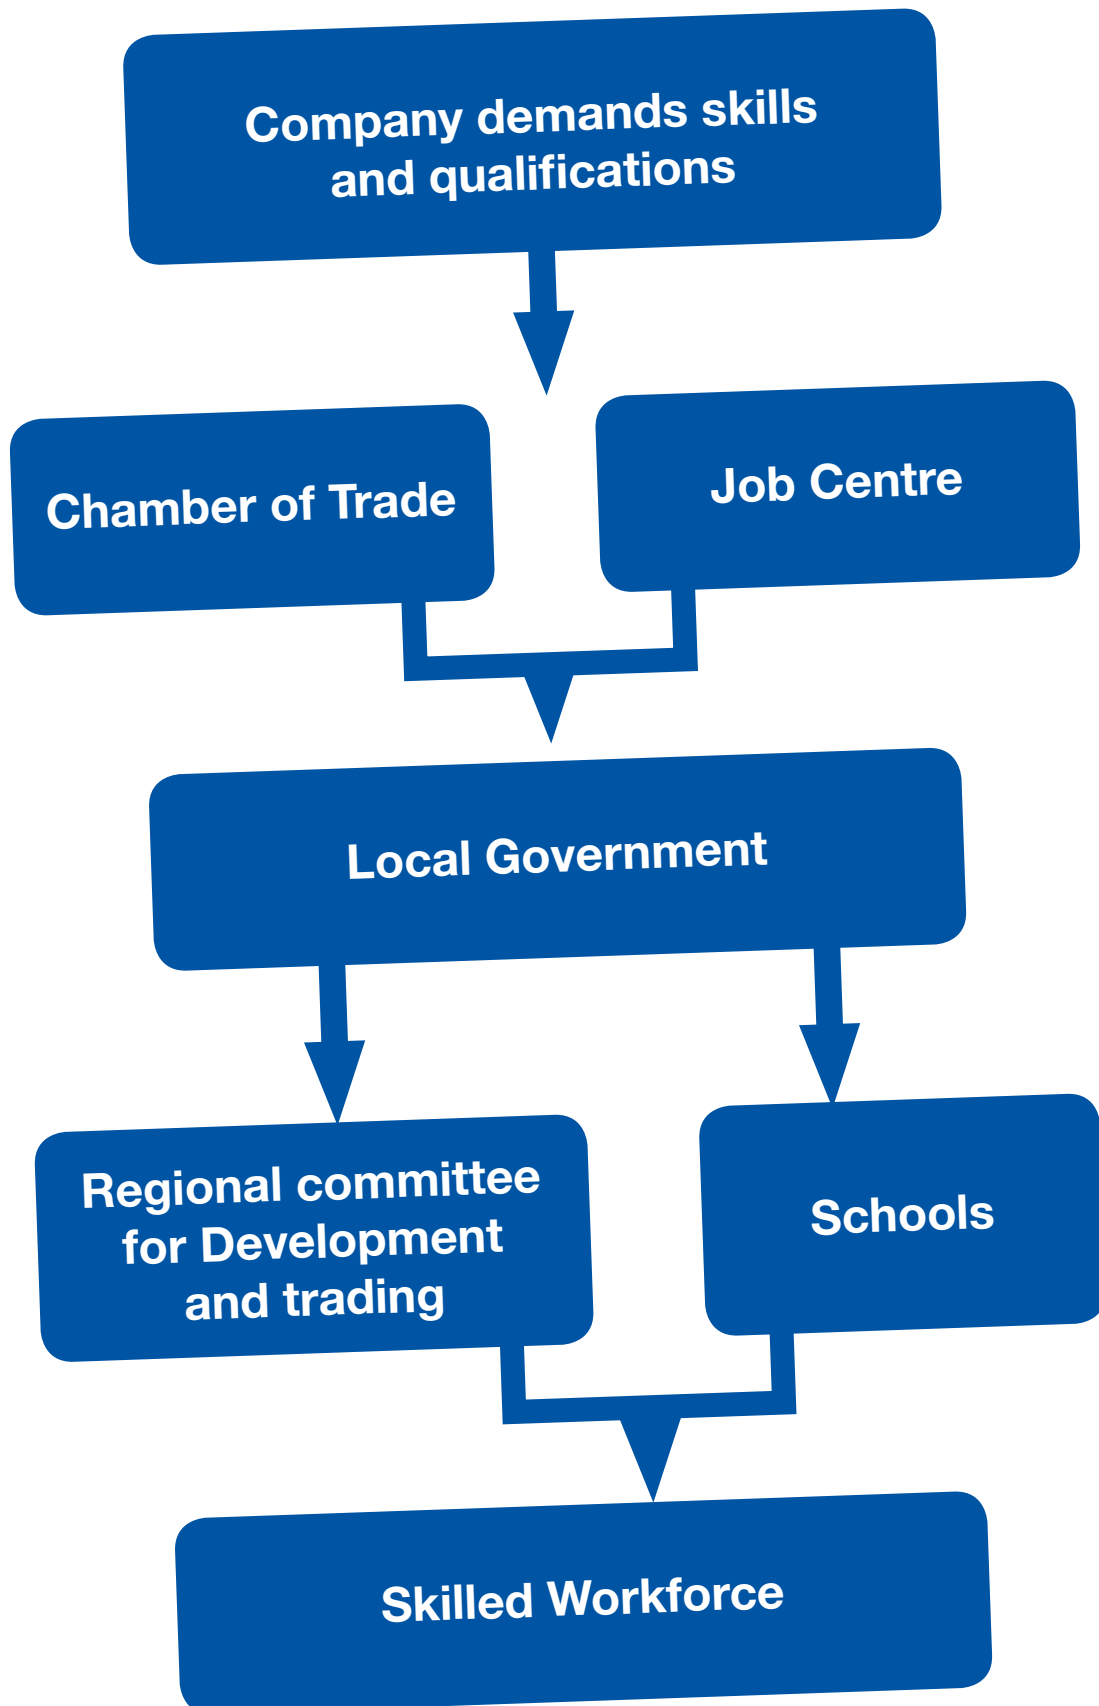 Company demands skills
and qualifications
Chamber of Trade
Job Centre
Local Government
Regional committee
for Development
and trading
Schools
Skilled Workforce